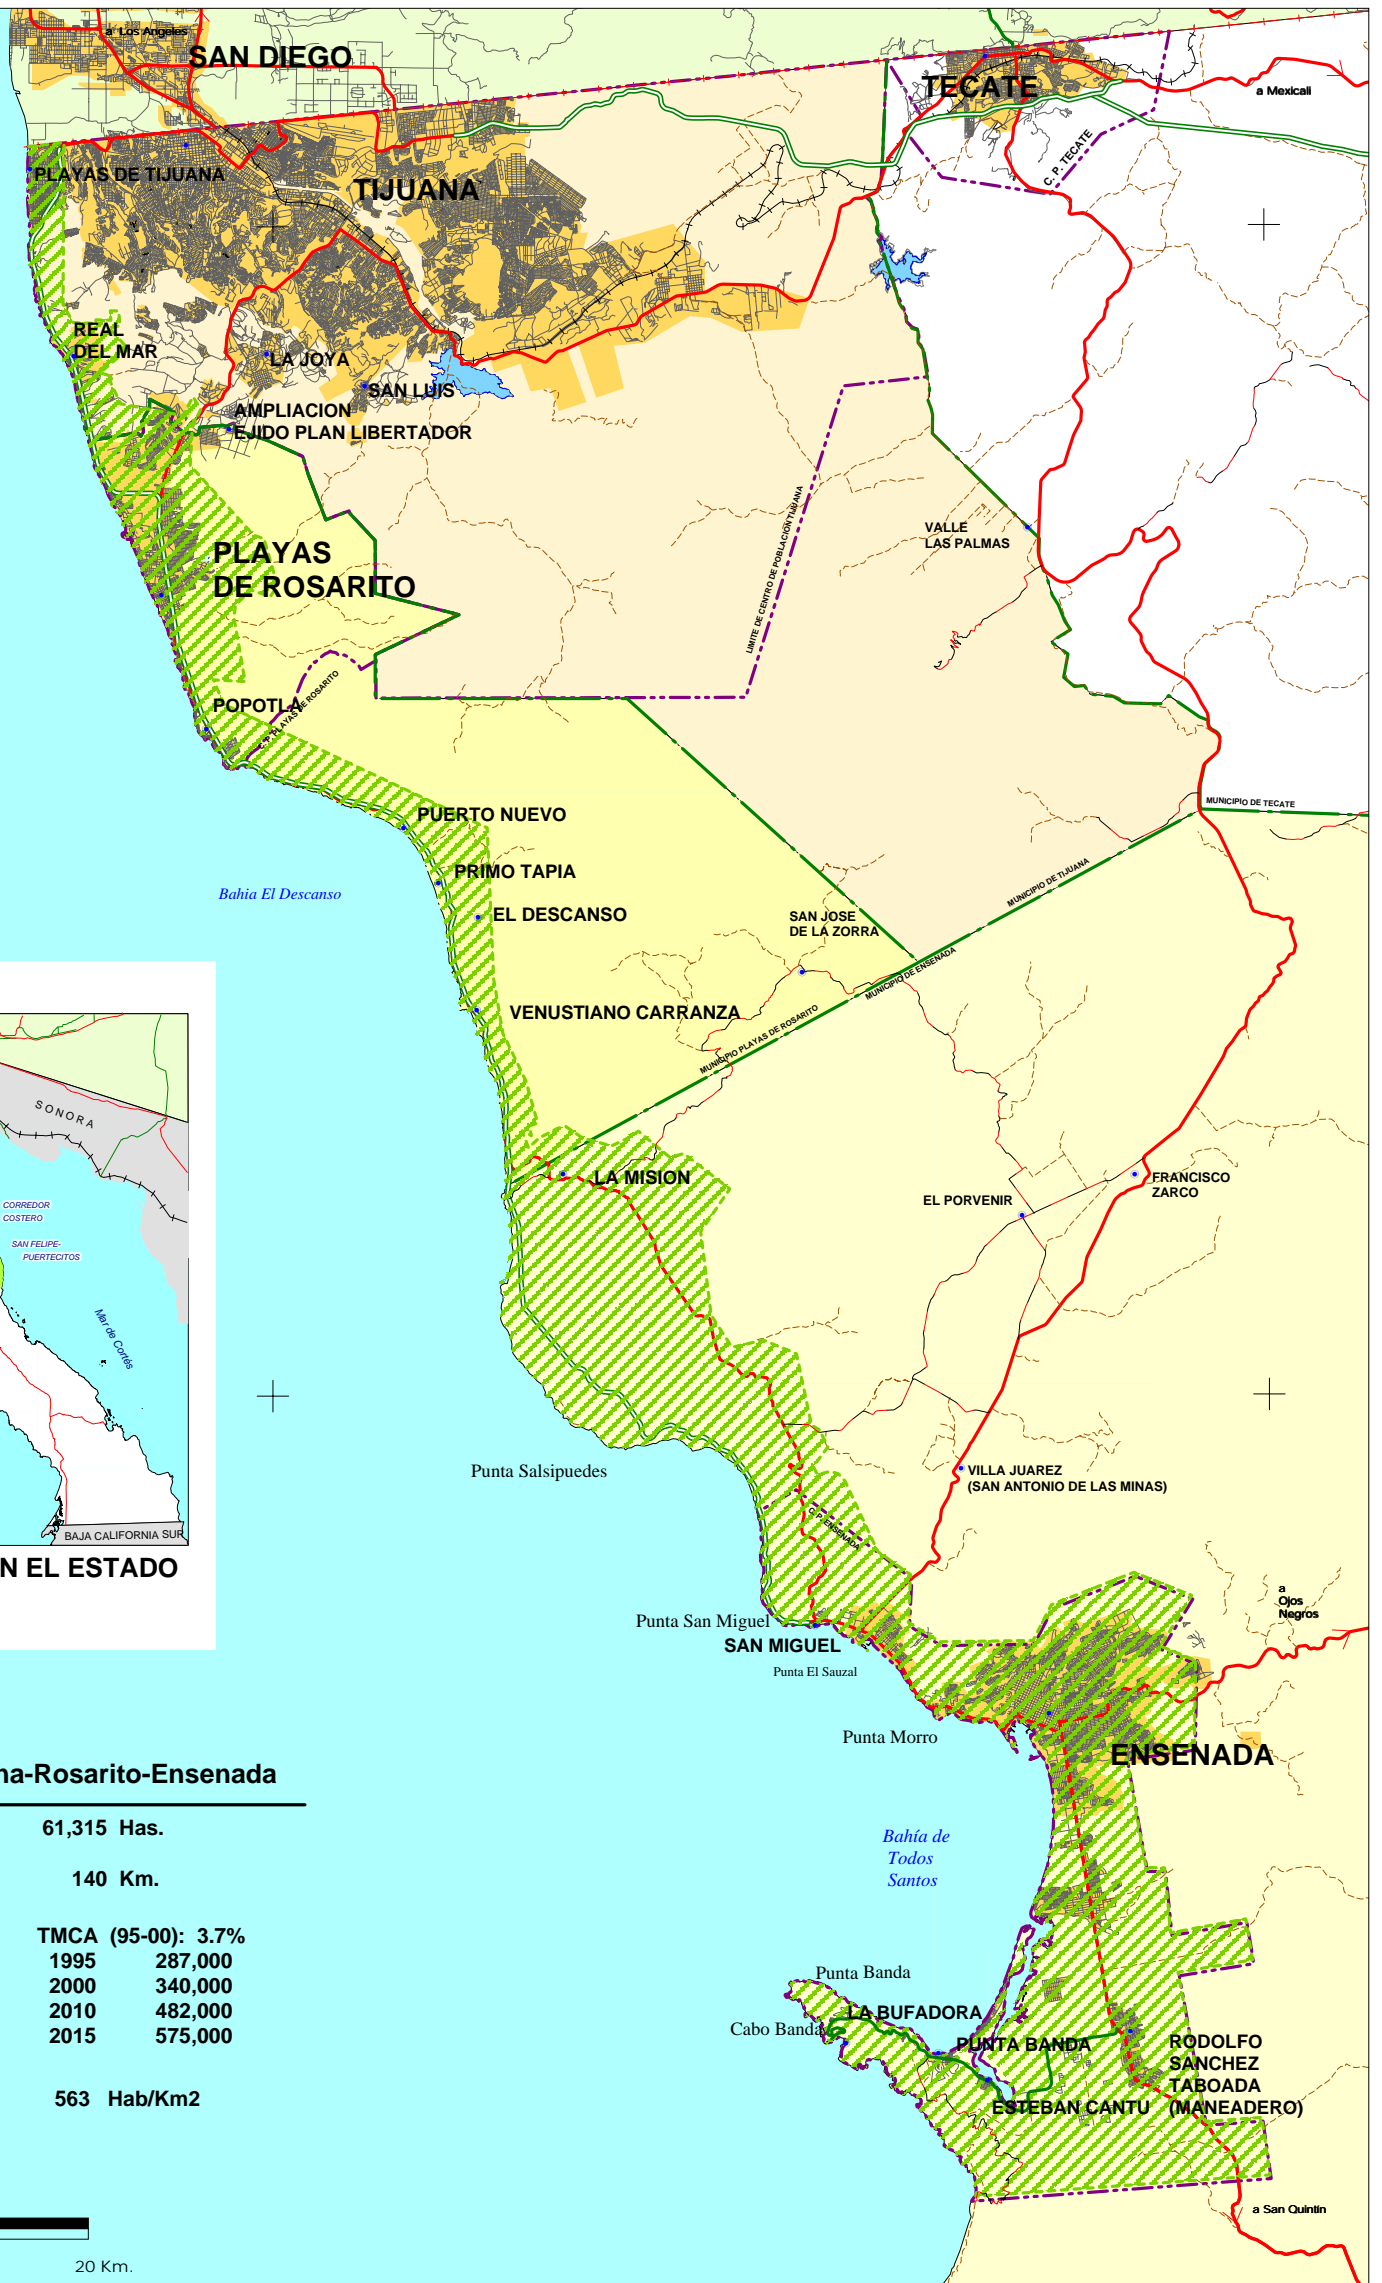 a Los Angeles
SAN DIEGO
TECATE
a Mexicali
C. P. TECATE
PLAYAS DE TIJUANA
TIJUANA
REAL
DEL MAR
LA JOYA
SAN LUIS
AMPLIACION
EJIDO PLAN LIBERTADOR
LIMITE DE CENTRO DE POBLACION TIJUANA
VALLE
LAS PALMAS
PLAYAS
DE ROSARITO
POPOTLA
C. P. PLAYAS DE ROSARITO
MUNICIPIO DE TECATE
PUERTO NUEVO
PRIMO TAPIA
Bahia El Descanso
EL DESCANSO
SAN JOSE
DE LA ZORRA
MUNICIPIO DE TIJUANA
MUNICIPIO DE ENSENADA
VENUSTIANO CARRANZA
MUNICIPIO PLAYAS DE ROSARITO
SONORA
CORREDOR
COSTERO
SAN FELIPE-
PUERTECITOS
Mar de Cortés
BAJA CALIFORNIA SUR
N EL ESTADO
LA MISION
FRANCISCO
ZARCO
EL PORVENIR
Punta Salsipuedes
VILLA JUAREZ
(SAN ANTONIO DE LAS MINAS)
C. P. ENSENADA
a
Ojos
Negros
Punta San Miguel
SAN MIGUEL
Punta El Sauzal
Punta Morro
ENSENADA
na-Rosarito-Ensenada
61,315 Has.
140 Km.
TMCA (95-00): 3.7%
1995 287,000
2000 340,000
2010 482,000
2015 575,000
563 Hab/Km2
Bahía de
Todos
Santos
Punta Banda
LA BUFADORA
Cabo Banda
PUNTA BANDA
ESTEBAN CANTU
RODOLFO
SANCHEZ
TABOADA
(MANEADERO)
a San Quintín
20 Km.